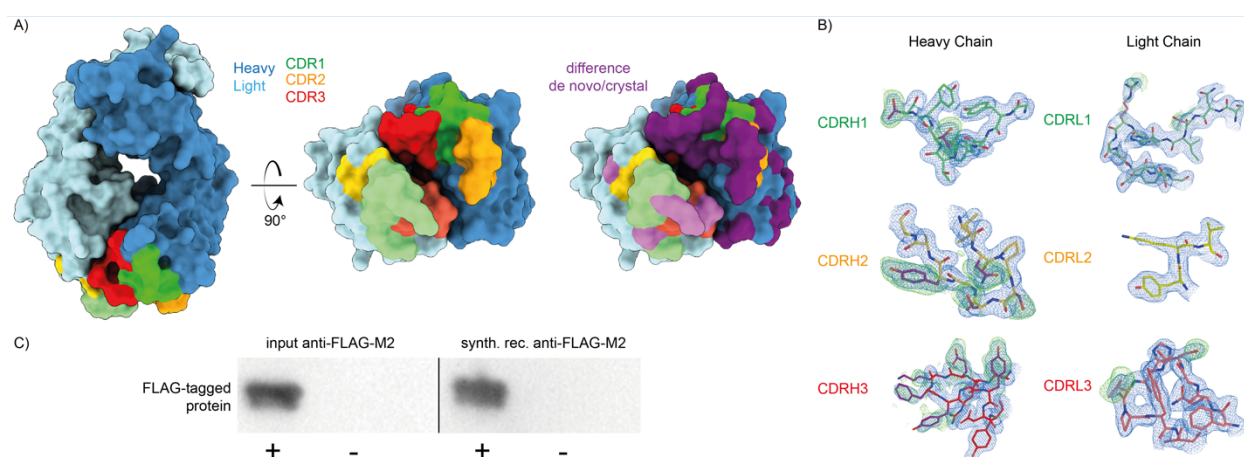 A)
Heavy
Light
CDR1
CDR2
CDR3
90°
difference
de novo/crystal
B)
Heavy Chain
Light Chain
CDRH1
CDRL1
CDRH2
CDRL2
CDRH3
CDRL3
C)
input anti-FLAG-M2
synth. rec. anti-FLAG-M2
FLAG-tagged
protein
+ - + -